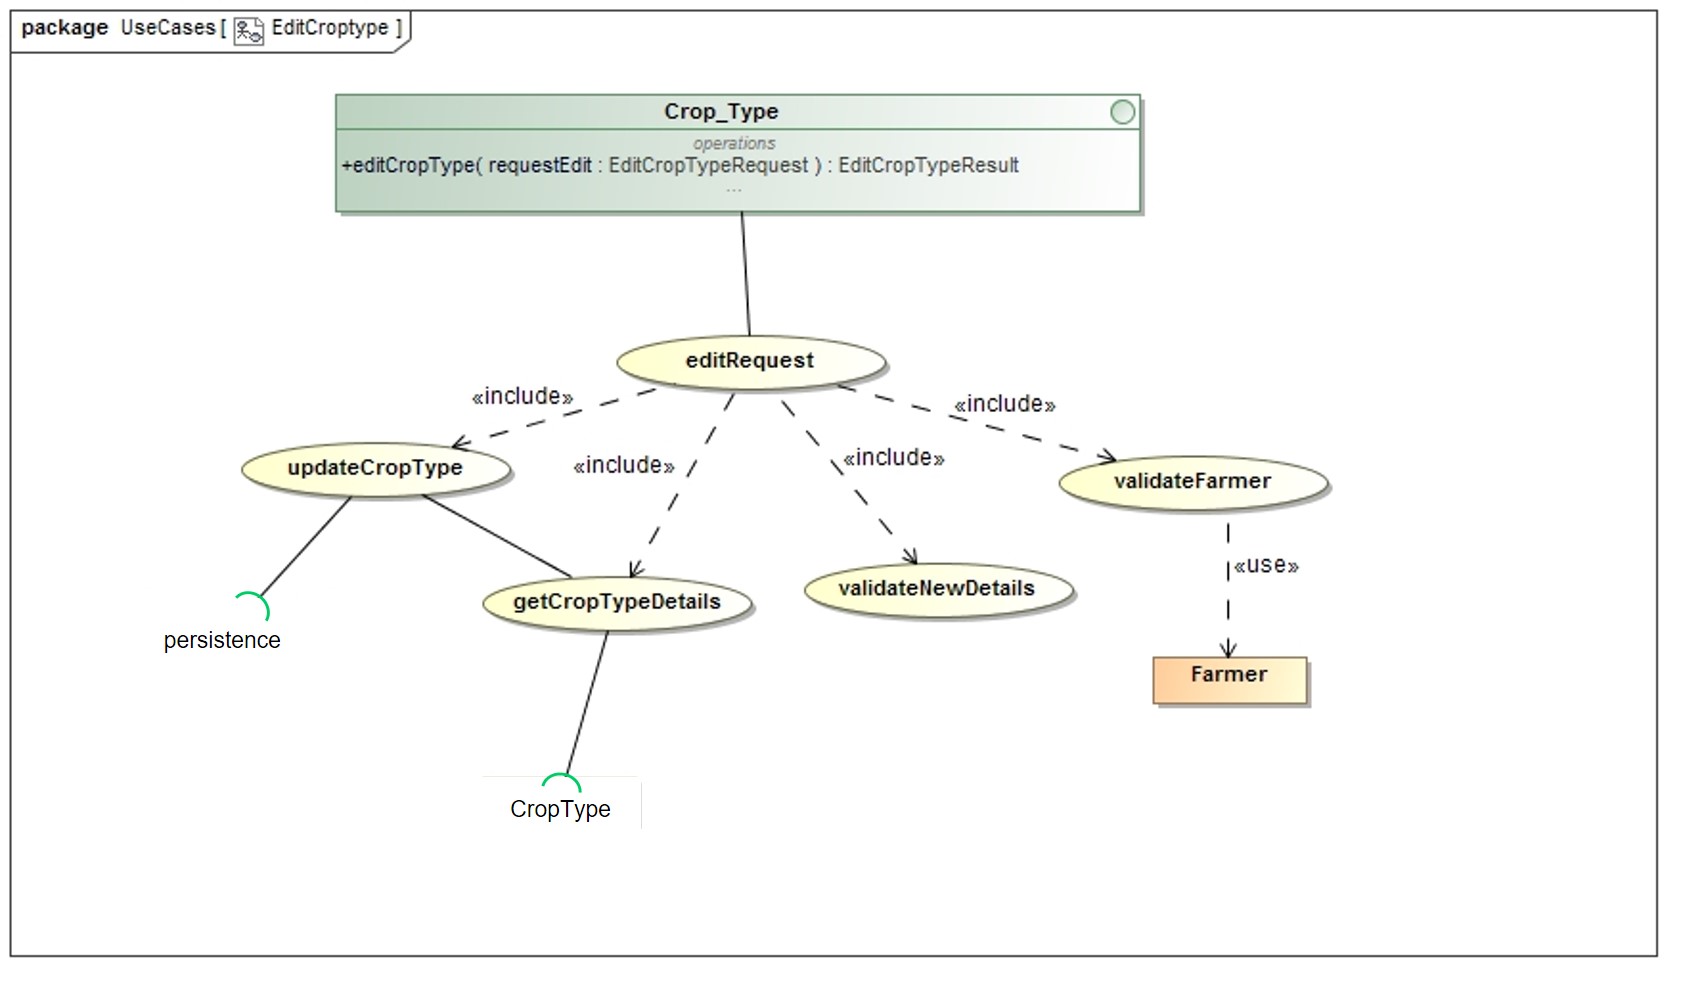 package UseCases [ EditCroptype ]
Crop_Type
operations
+editCropType( requestEdit : EditCropTypeRequest ) : EditCropTypeResult
...
editRequest
«include»
«include»
«include»
«include»
updateCropType
validateFarmer
«use»
getCropTypeDetails
validateNewDetails
persistence
Farmer
CropType